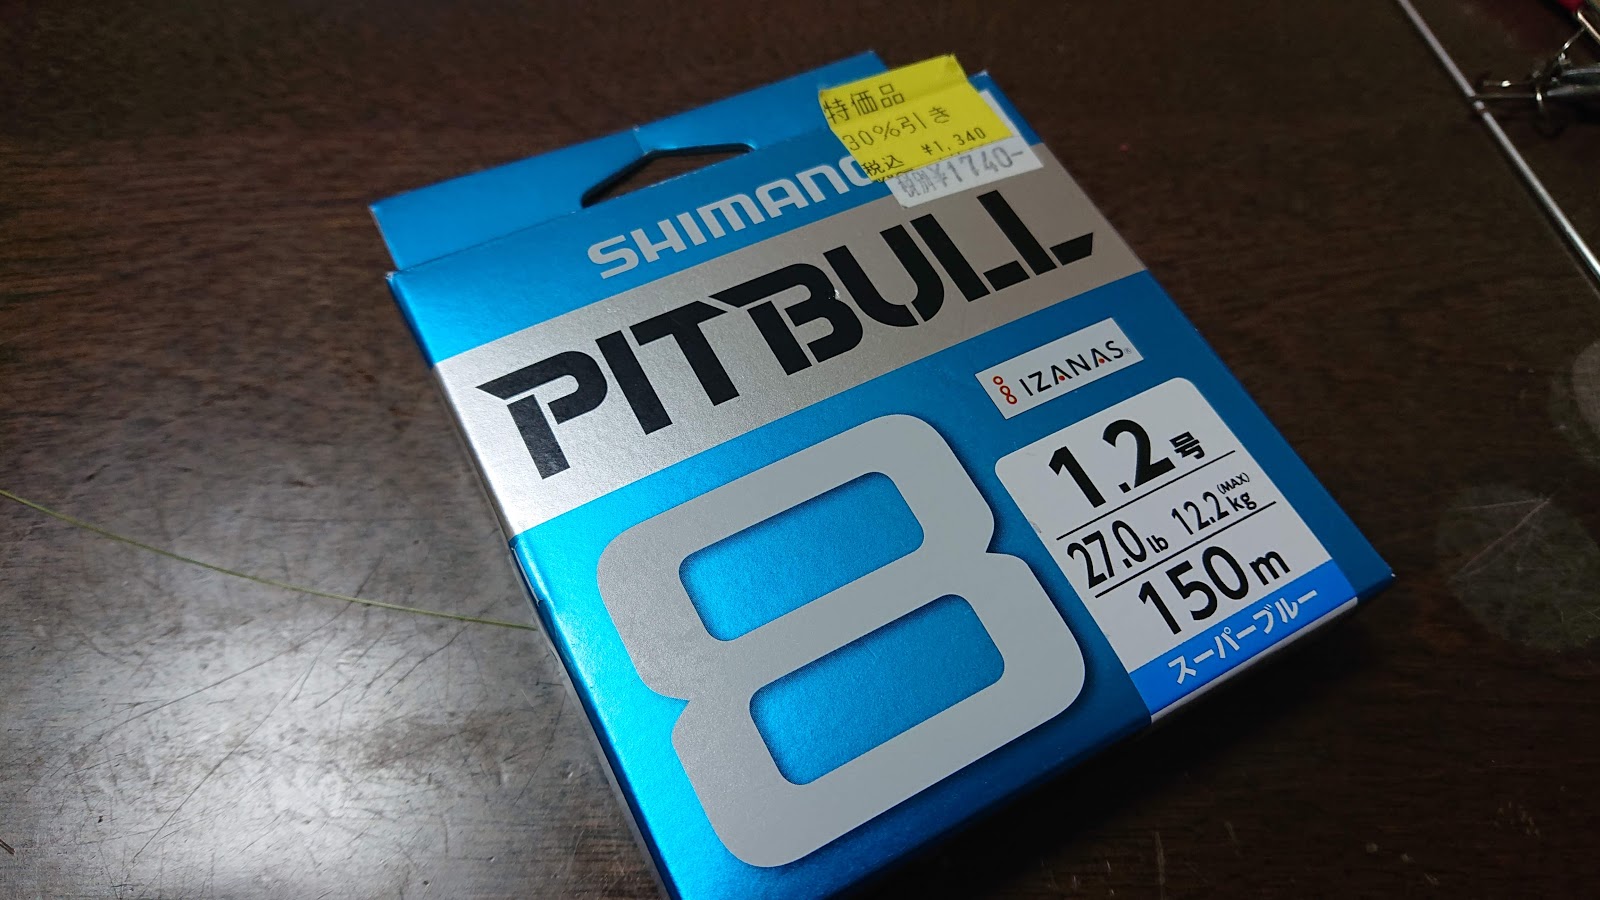 特価品
30%引き
税込 ¥1,340
税別¥1740-
SHIMANO
PITBULL
8
IZANAS®
1.2号
27.0lb 12.2kg (MAX)
150m
スーパーブルー